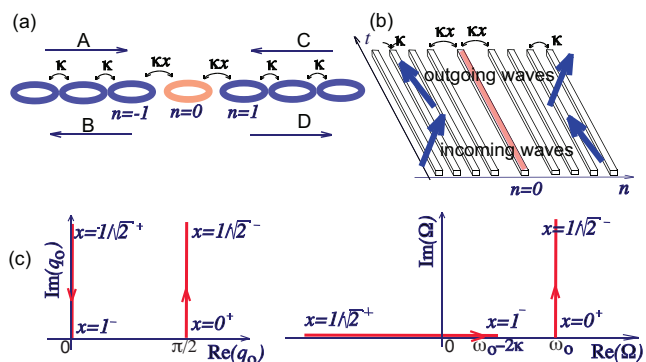 (a)
A
C
κ κ κx κx κ κ
n=-1 n=0 n=1
B
D
(b)
t
κ κx κx κ
outgoing waves
incoming waves
n=0
n
(c)
Im(q₀)
x=1/√2⁺
x=1/√2⁻
x=1⁻
x=0⁺
0
π/2
Re(q₀)
Im(Ω)
x=1/√2⁻
x=1/√2⁺
x=1⁻
x=0⁺
0
ω₀-2κ
ω₀
Re(Ω)